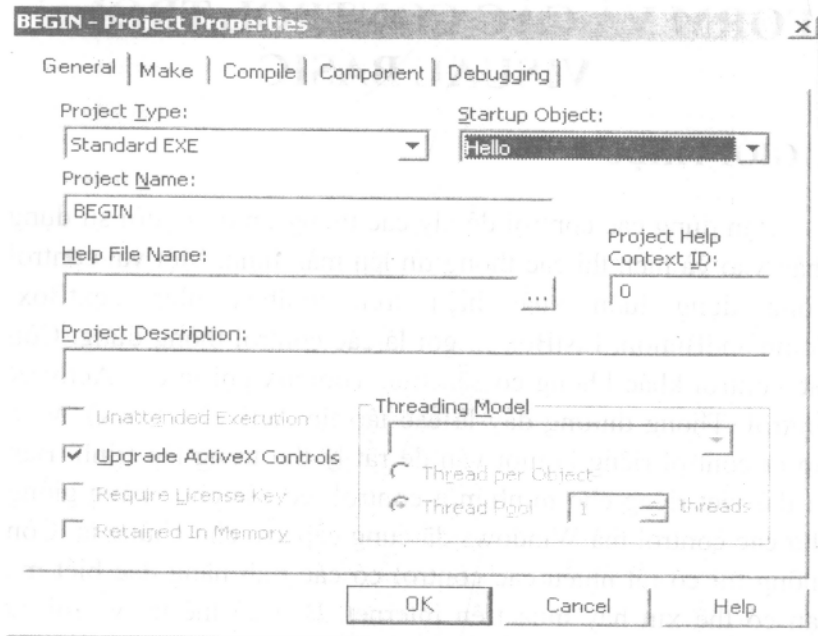 BEGIN - Project Properties
General Make Compile Component Debugging
Project Type: Startup Object:
Standard EXE Hello
Project Name:
BEGIN
Help File Name: Project Help Context ID:
... 0
Project Description:
Unattended Execution
Upgrade ActiveX Controls
Require License Key
Retained In Memory
Threading Model
Thread per Object
Thread Pool 1 threads
OK Cancel Help